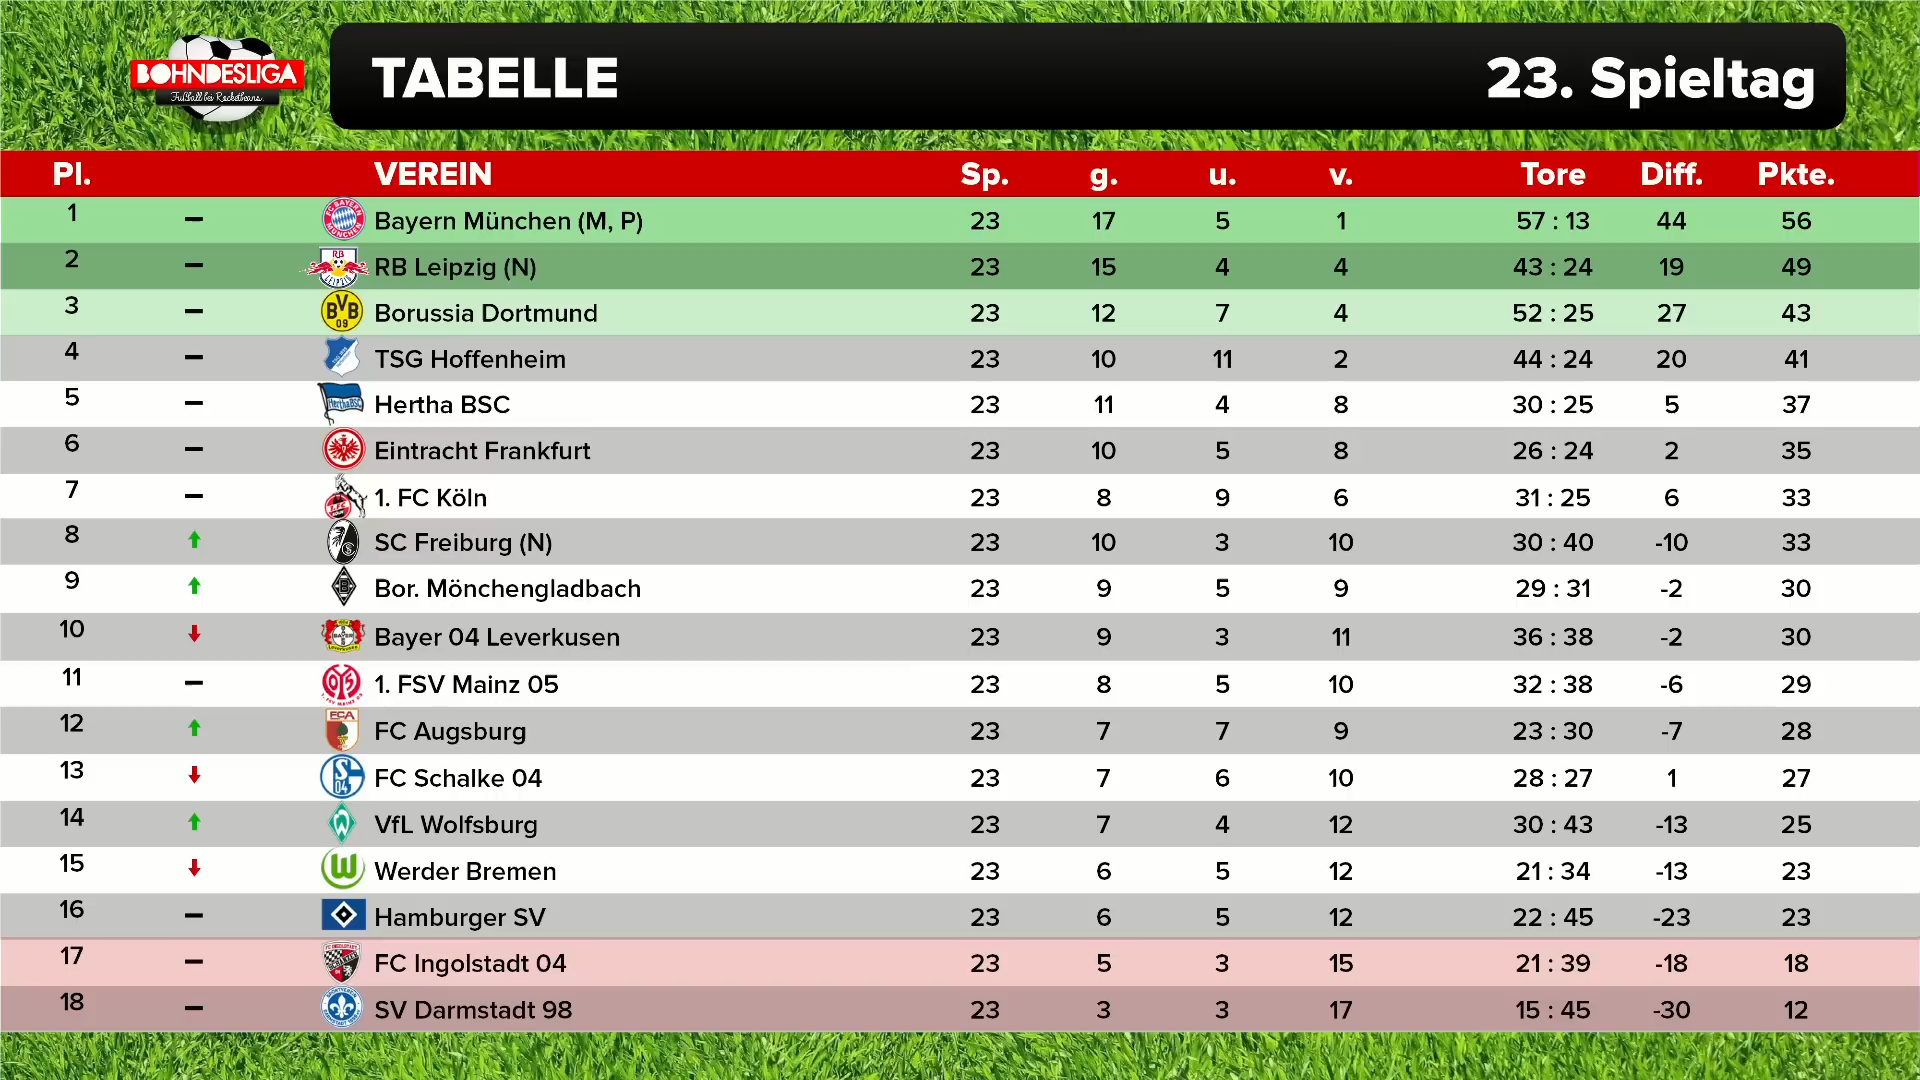 BOHNDESLIGA
Fußball bei Rocketbeans
TABELLE
23. Spieltag
Pl. VEREIN Sp. g. u. v. Tore Diff. Pkte.
1 – Bayern München (M, P) 23 17 5 1 57 : 13 44 56
2 – RB Leipzig (N) 23 15 4 4 43 : 24 19 49
3 – Borussia Dortmund 23 12 7 4 52 : 25 27 43
4 – TSG Hoffenheim 23 10 11 2 44 : 24 20 41
5 – Hertha BSC 23 11 4 8 30 : 25 5 37
6 – Eintracht Frankfurt 23 10 5 8 26 : 24 2 35
7 – 1. FC Köln 23 8 9 6 31 : 25 6 33
8 SC Freiburg (N) 23 10 3 10 30 : 40 -10 33
9 Bor. Mönchengladbach 23 9 5 9 29 : 31 -2 30
10 Bayer 04 Leverkusen 23 9 3 11 36 : 38 -2 30
11 – 1. FSV Mainz 05 23 8 5 10 32 : 38 -6 29
12 FC Augsburg 23 7 7 9 23 : 30 -7 28
13 FC Schalke 04 23 7 6 10 28 : 27 1 27
14 VfL Wolfsburg 23 7 4 12 30 : 43 -13 25
15 Werder Bremen 23 6 5 12 21 : 34 -13 23
16 – Hamburger SV 23 6 5 12 22 : 45 -23 23
17 – FC Ingolstadt 04 23 5 3 15 21 : 39 -18 18
18 – SV Darmstadt 98 23 3 3 17 15 : 45 -30 12